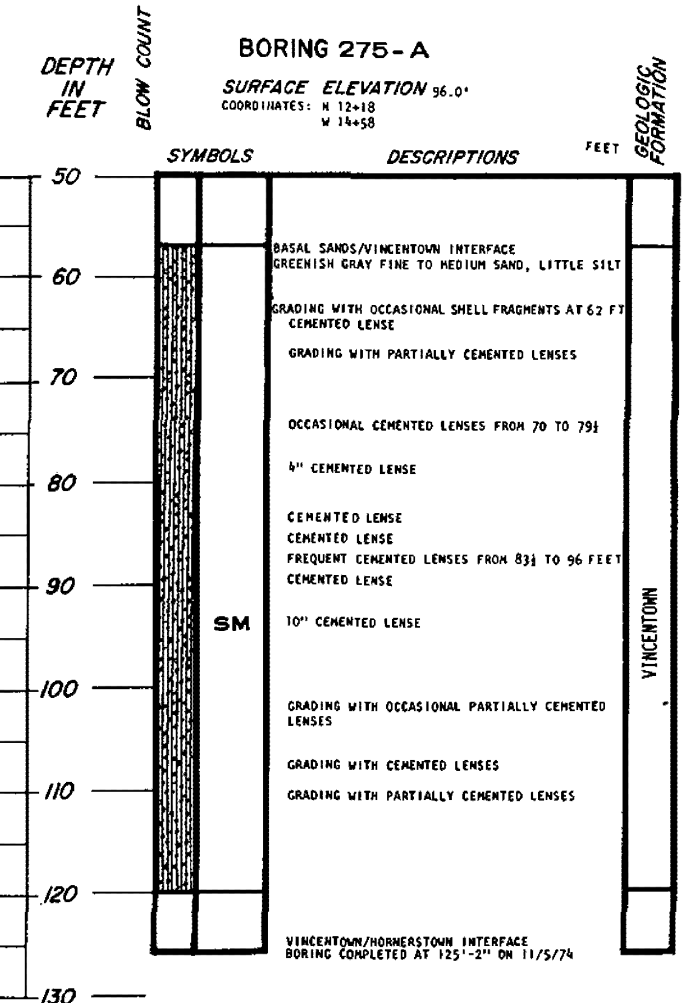 BORING 275-A
DEPTH
IN
FEET
BLOW COUNT
SURFACE ELEVATION 96.0'
COORDINATES: N 12+18
W 14+58
GEOLOGIC
FORMATION
SYMBOLS
DESCRIPTIONS
FEET
50
BASAL SANDS/VINCENTOWN INTERFACE
GREENISH GRAY FINE TO MEDIUM SAND, LITTLE SILT
60
GRADING WITH OCCASIONAL SHELL FRAGMENTS AT 62 FT
CEMENTED LENSE
GRADING WITH PARTIALLY CEMENTED LENSES
70
OCCASIONAL CEMENTED LENSES FROM 70 TO 79½
4" CEMENTED LENSE
80
CEMENTED LENSE
CEMENTED LENSE
FREQUENT CEMENTED LENSES FROM 83½ TO 96 FEET
CEMENTED LENSE
90
10" CEMENTED LENSE
SM
VINCENTOWN
100
GRADING WITH OCCASIONAL PARTIALLY CEMENTED
LENSES
GRADING WITH CEMENTED LENSES
110
GRADING WITH PARTIALLY CEMENTED LENSES
120
VINCENTOWN/HORNERSTOWN INTERFACE
BORING COMPLETED AT 125'-2" ON 11/5/74
130